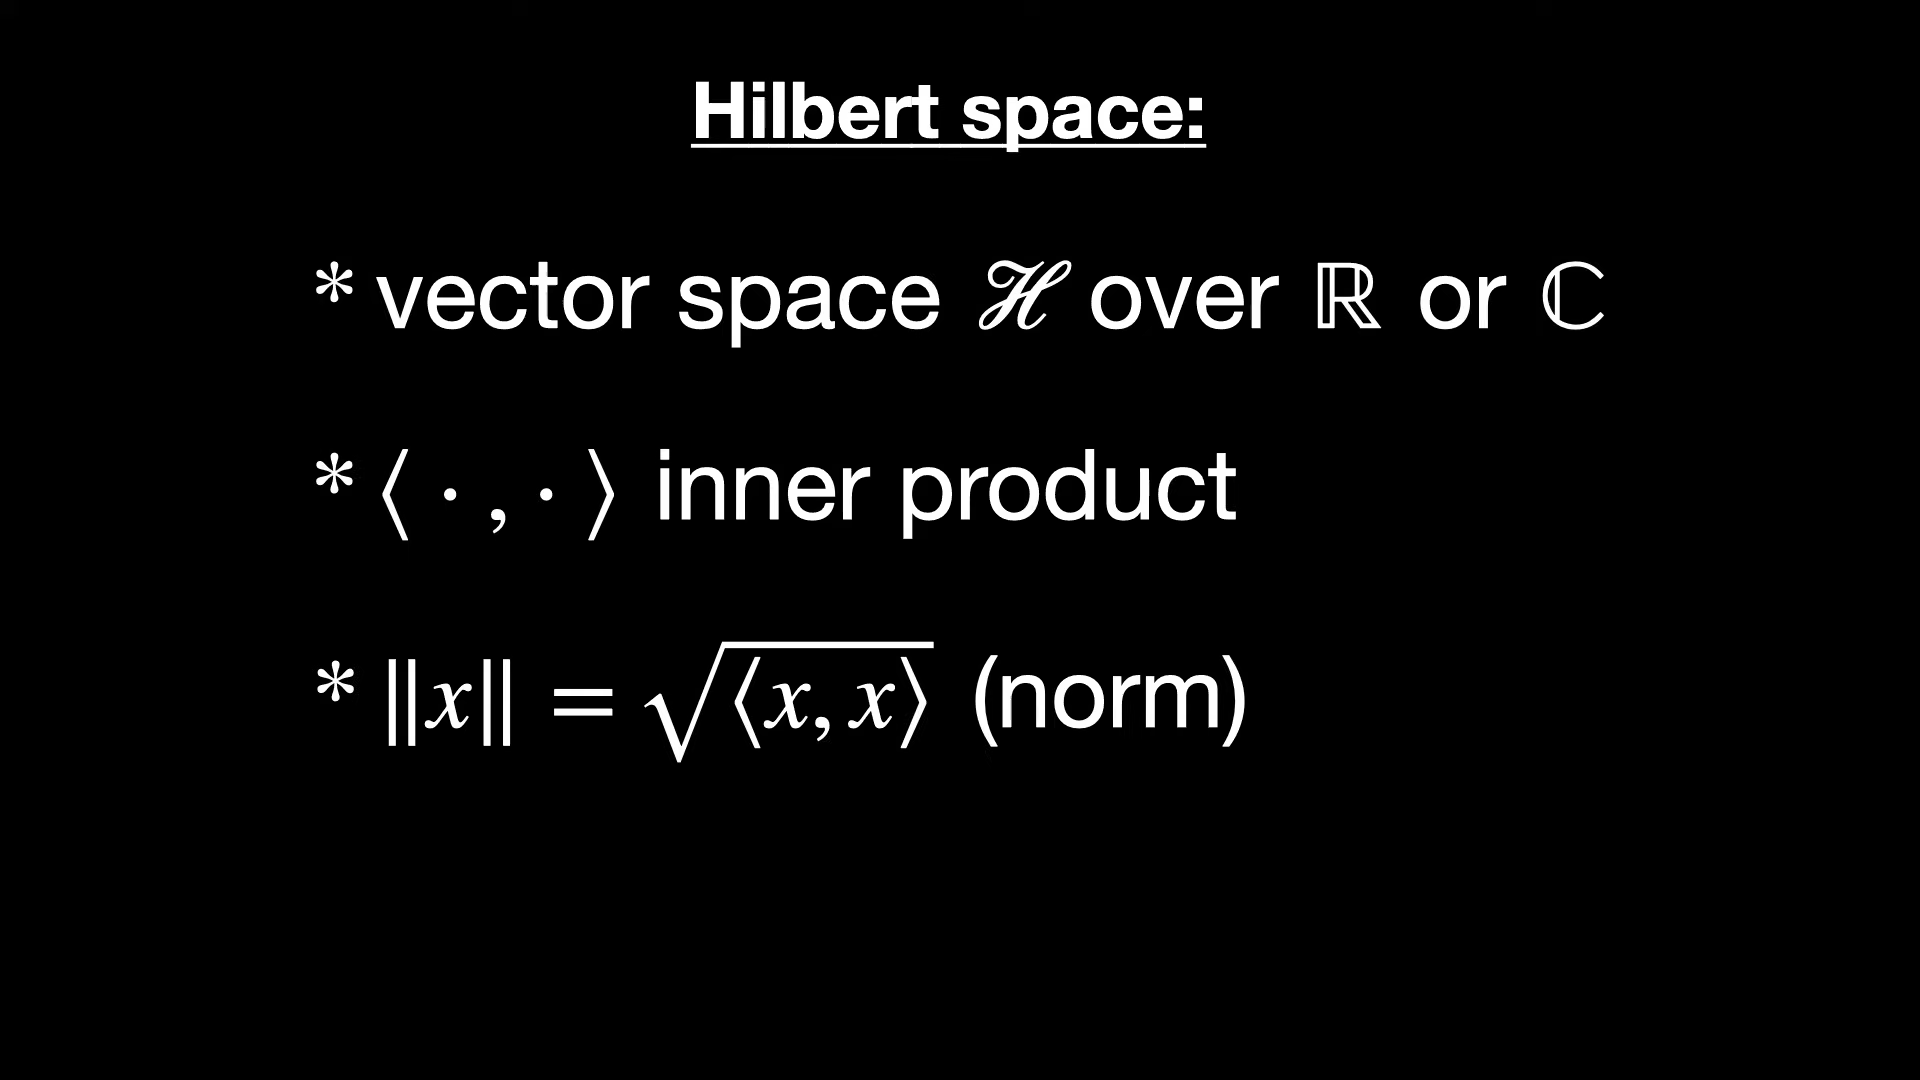 Hilbert space:
* vector space ℋ over ℝ or ℂ
* ⟨ · , · ⟩ inner product
* ‖x‖ = √⟨x, x⟩ (norm)